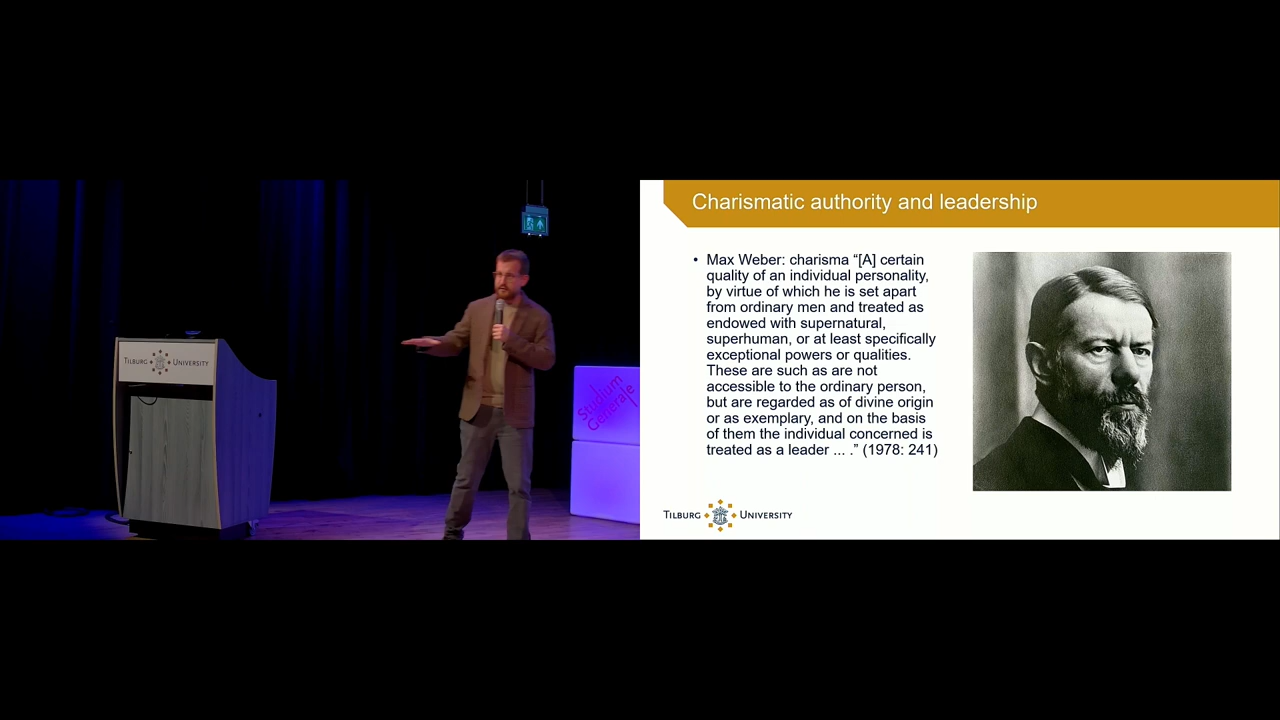 TILBURG UNIVERSITY
Studium
Generale
Charismatic authority and leadership
• Max Weber: charisma “[A] certain
quality of an individual personality,
by virtue of which he is set apart
from ordinary men and treated as
endowed with supernatural,
superhuman, or at least specifically
exceptional powers or qualities.
These are such as are not
accessible to the ordinary person,
but are regarded as of divine origin
or as exemplary, and on the basis
of them the individual concerned is
treated as a leader ... .” (1978: 241)
TILBURG UNIVERSITY